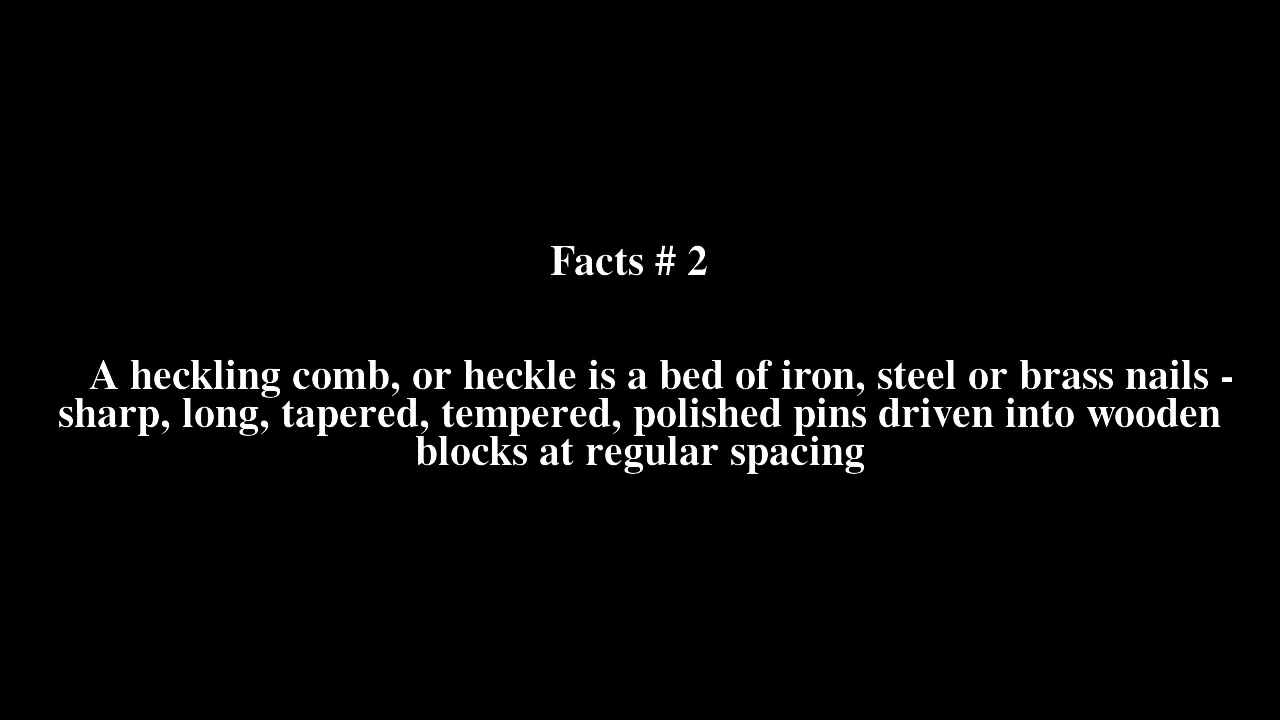 Facts # 2
A heckling comb, or heckle is a bed of iron, steel or brass nails -
sharp, long, tapered, tempered, polished pins driven into wooden
blocks at regular spacing